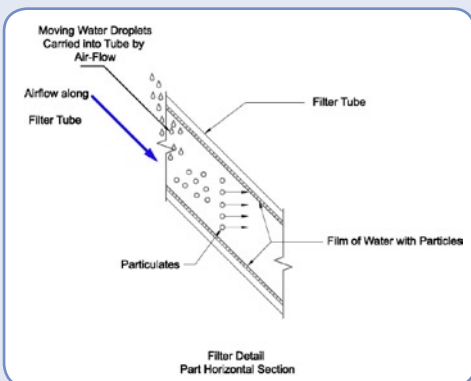 Moving Water Droplets
Carried into Tube by
Air-Flow
Airflow along
Filter Tube
Filter Tube
Film of Water with Particles
Particulates
Filter Detail
Part Horizontal Section